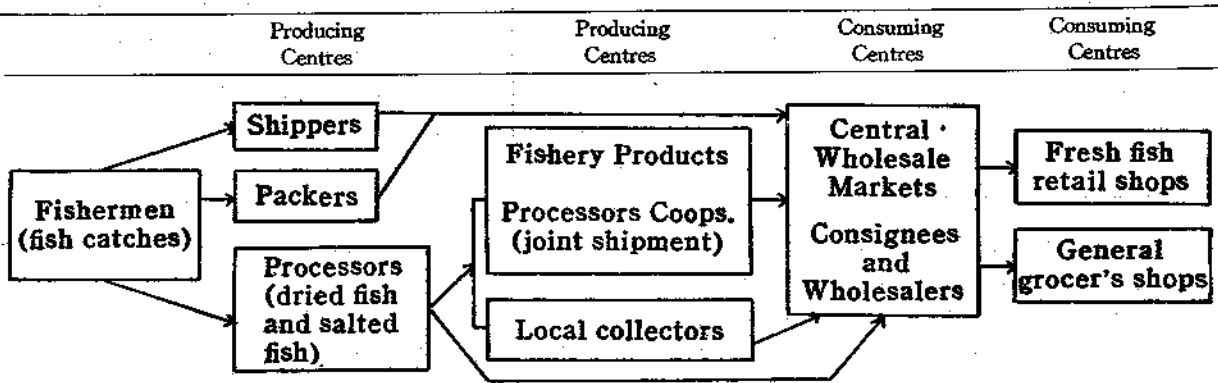 Producing
Centres
Producing
Centres
Consuming
Centres
Consuming
Centres
Fishermen
(fish catches)
Shippers
Packers
Processors
(dried fish
and salted
fish)
Fishery Products
Processors Coops.
(joint shipment)
Local collectors
Central
Wholesale
Markets
Consignees
and
Wholesalers
Fresh fish
retail shops
General
grocer's shops